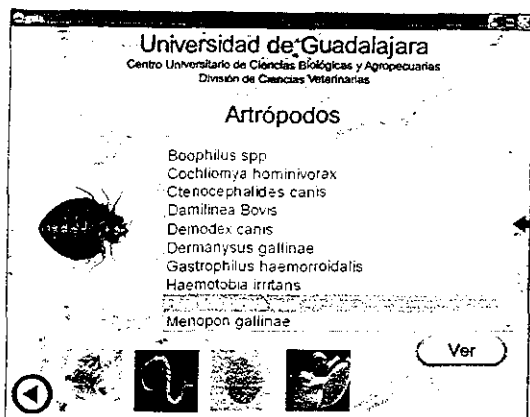 Universidad de Guadalajara
Centro Universitario de Ciencias Biológicas y Agropecuarias
División de Ciencias Veterinarias
Artrópodos
Boophilus spp
Cochliomya hominivorax
Ctenocephalides canis
Damilinea Bovis
Demodex canis
Dermanysus gallinae
Gastrophilus haemorroidalis
Haemotobia irritans
Menopon gallinae
Ver